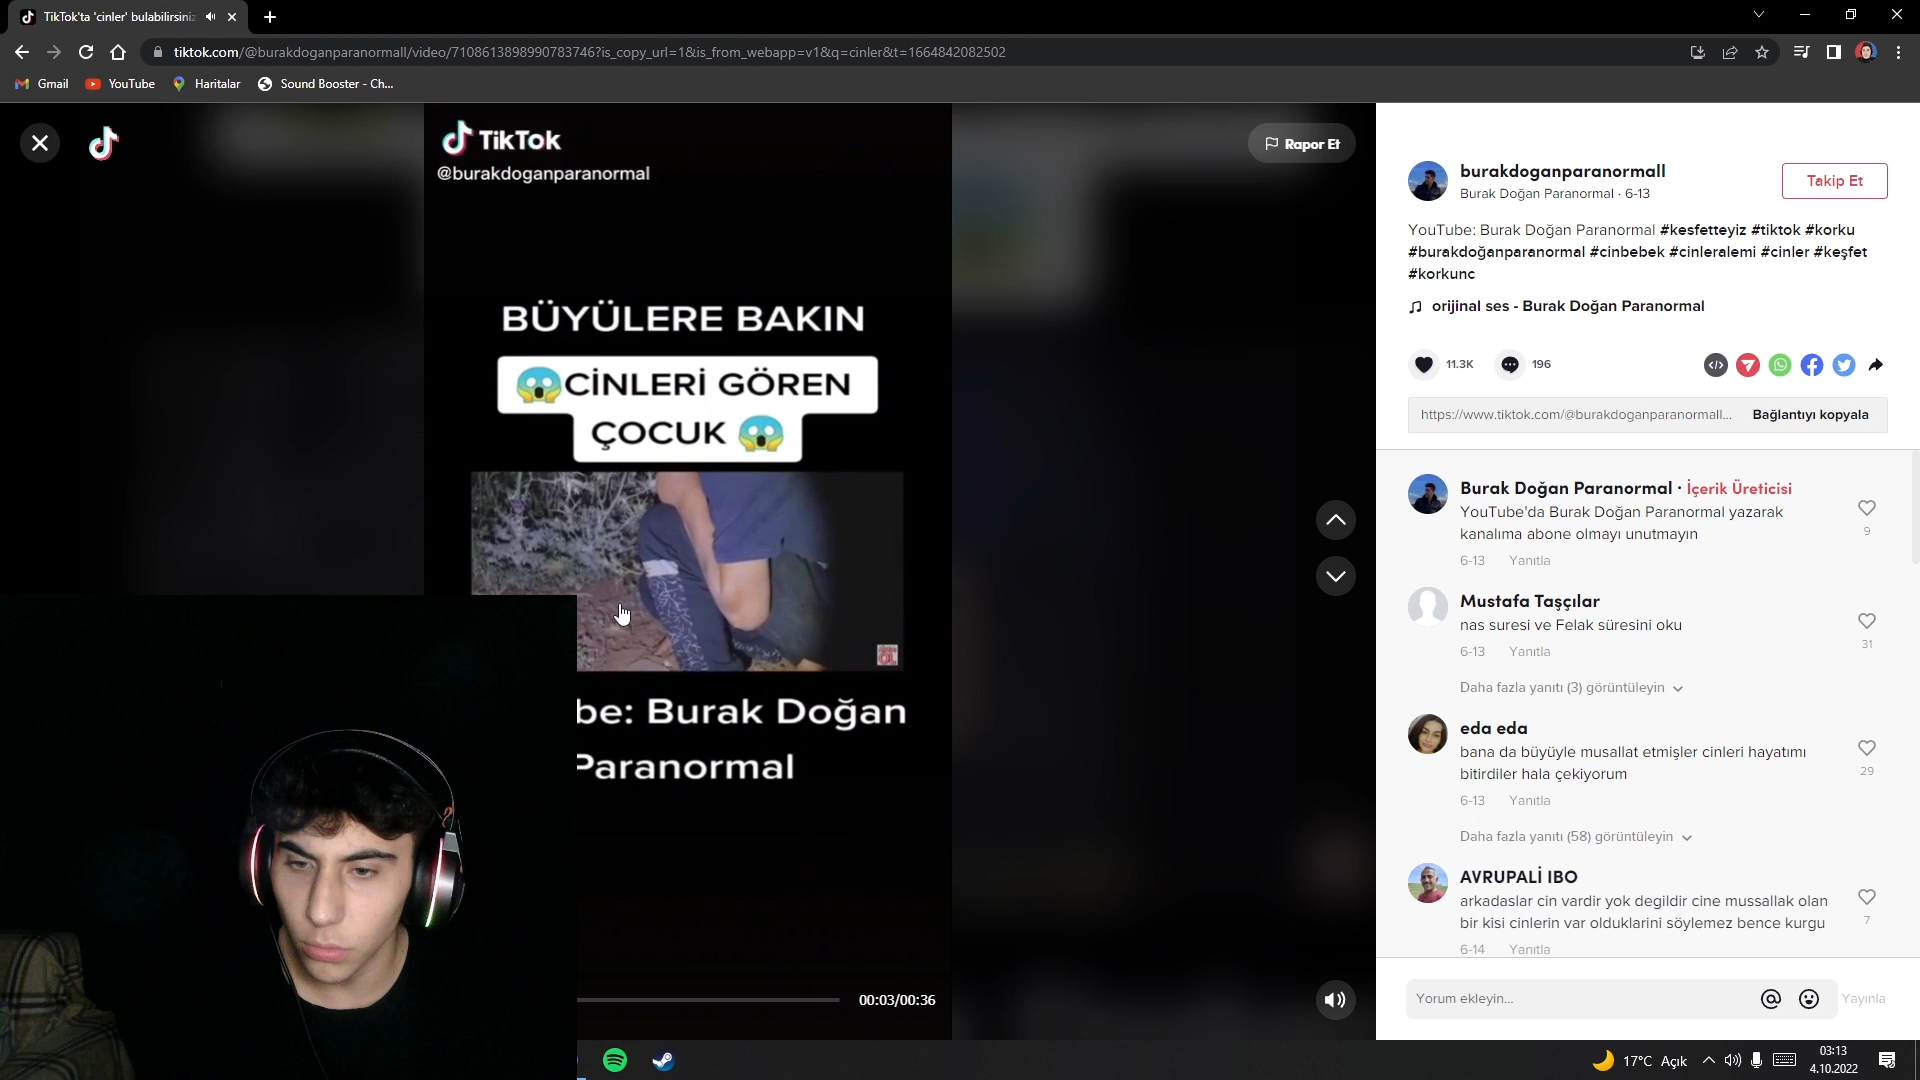 TikTok'ta 'cinler' bulabilirsiniz
tiktok.com/@burakdoganparanormall/video/7108613898990783746?is_copy_url=1&is_from_webapp=v1&q=cinler&t=1664842082502
Gmail
YouTube
Haritalar
Sound Booster - Ch...
TikTok
@burakdoganparanormal
Rapor Et
BÜYÜLERE BAKIN
😱CİNLERİ GÖREN
ÇOCUK 😱
be: Burak Doğan
Paranormal
00:03/00:36
burakdoganparanormall
Burak Doğan Paranormal · 6-13
Takip Et
YouTube: Burak Doğan Paranormal #kesfetteyiz #tiktok #korku
#burakdoğanparanormal #cinbebek #cinleralemi #cinler #keşfet
#korkunc
orijinal ses - Burak Doğan Paranormal
11.3K
196
https://www.tiktok.com/@burakdoganparanormall...
Bağlantıyı kopyala
Burak Doğan Paranormal · İçerik Üreticisi
YouTube'da Burak Doğan Paranormal yazarak
kanalıma abone olmayı unutmayın
9
6-13 Yanıtla
Mustafa Taşçılar
nas suresi ve Felak süresini oku
31
6-13 Yanıtla
Daha fazla yanıtı (3) görüntüleyin
eda eda
bana da büyüyle musallat etmişler cinleri hayatımı
bitirdiler hala çekiyorum
29
6-13 Yanıtla
Daha fazla yanıtı (58) görüntüleyin
AVRUPALİ IBO
arkadaslar cin vardir yok degildir cine mussallak olan
bir kisi cinlerin var olduklarini söylemez bence kurgu
7
6-14 Yanıtla
Yorum ekleyin...
Yayınla
17°C Açık
03:13
4.10.2022